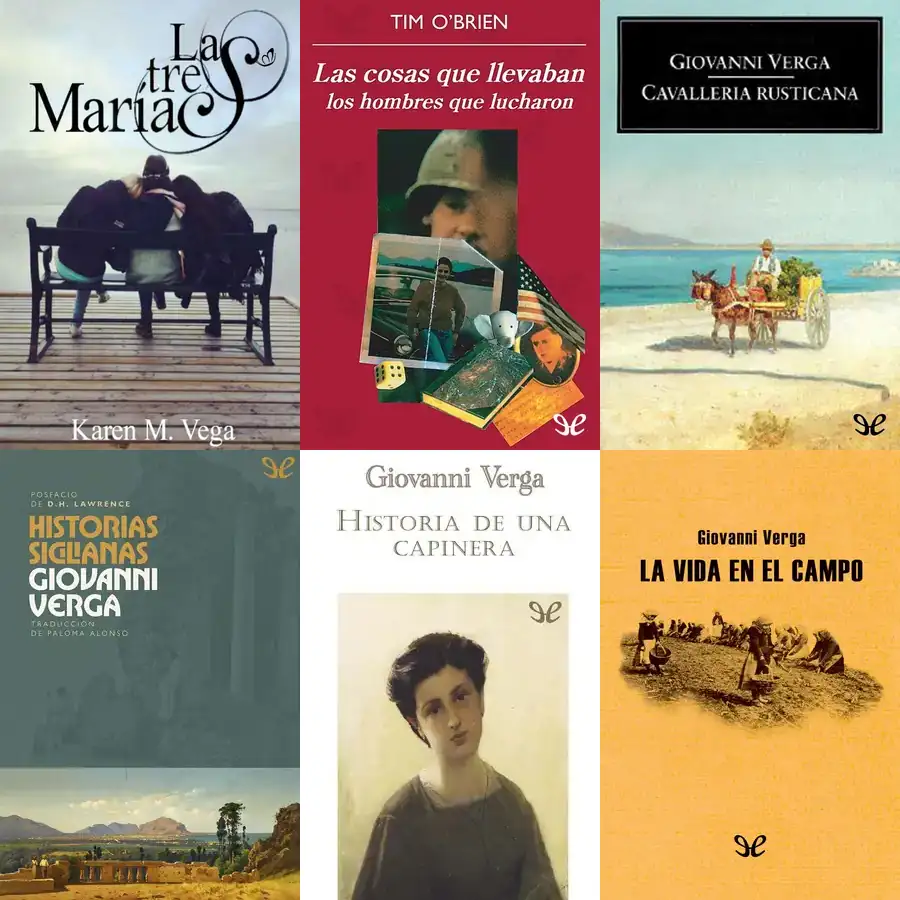 Las
tres
Marías
Karen M. Vega
TIM O’BRIEN
Las cosas que llevaban
los hombres que lucharon
GIOVANNI VERGA
CAVALLERIA RUSTICANA
POSFACIO
DE D.H. LAWRENCE
HISTORIAS
SICILIANAS
GIOVANNI
VERGA
TRADUCCIÓN
DE PALOMA ALONSO
Giovanni Verga
HISTORIA DE UNA
CAPINERA
Giovanni Verga
LA VIDA EN EL CAMPO